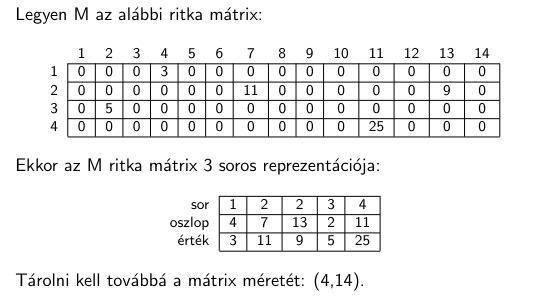 Legyen M az alábbi ritka mátrix:
1 2 3 4 5 6 7 8 9 10 11 12 13 14
1 0 0 0 3 0 0 0 0 0 0 0 0 0 0
2 0 0 0 0 0 0 11 0 0 0 0 0 9 0
3 0 5 0 0 0 0 0 0 0 0 0 0 0 0
4 0 0 0 0 0 0 0 0 0 0 25 0 0 0
Ekkor az M ritka mátrix 3 soros reprezentációja:
sor 1 2 2 3 4
oszlop 4 7 13 2 11
érték 3 11 9 5 25
Tárolni kell továbbá a mátrix méretét: (4,14).